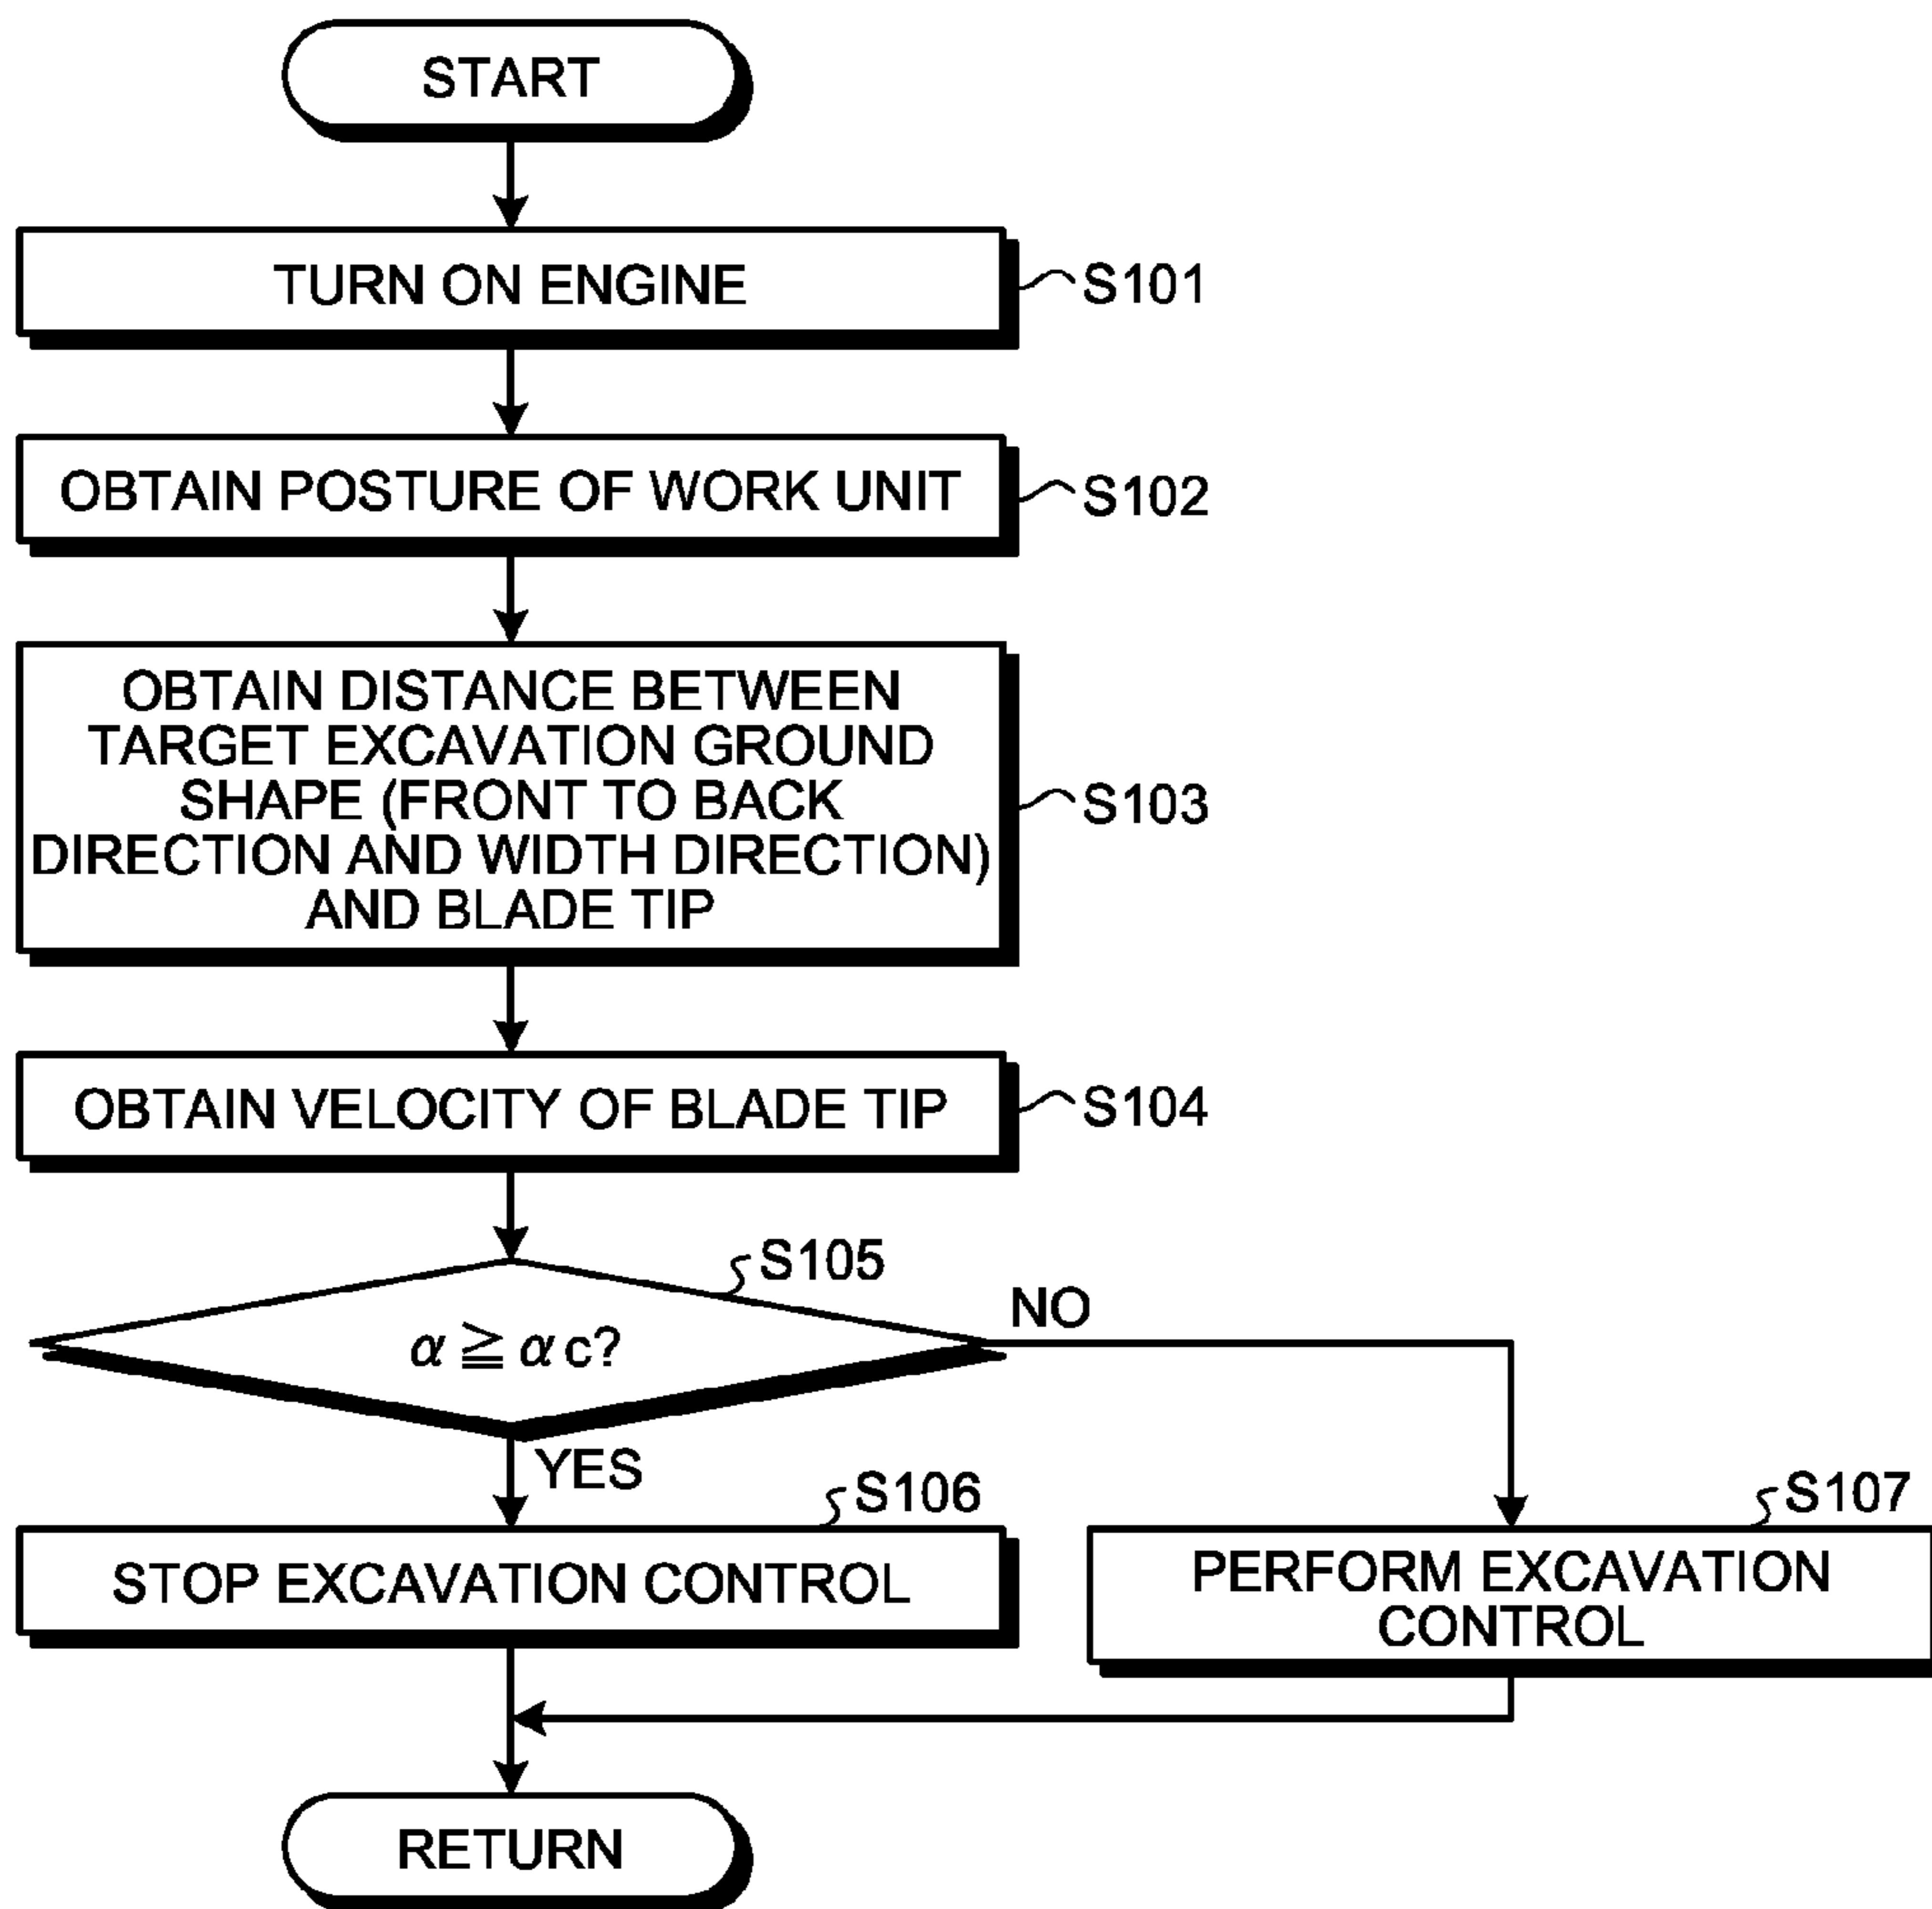 START
TURN ON ENGINE
S101
OBTAIN POSTURE OF WORK UNIT
S102
OBTAIN DISTANCE BETWEEN
TARGET EXCAVATION GROUND
SHAPE (FRONT TO BACK
DIRECTION AND WIDTH DIRECTION)
AND BLADE TIP
S103
OBTAIN VELOCITY OF BLADE TIP
S104
S105
α ≧ α c?
NO
YES
S106
STOP EXCAVATION CONTROL
S107
PERFORM EXCAVATION
CONTROL
RETURN